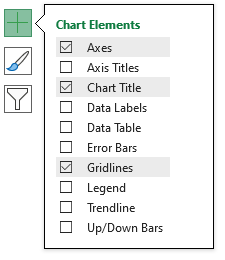 Chart Elements
Axes
Axis Titles
Chart Title
Data Labels
Data Table
Error Bars
Gridlines
Legend
Trendline
Up/Down Bars